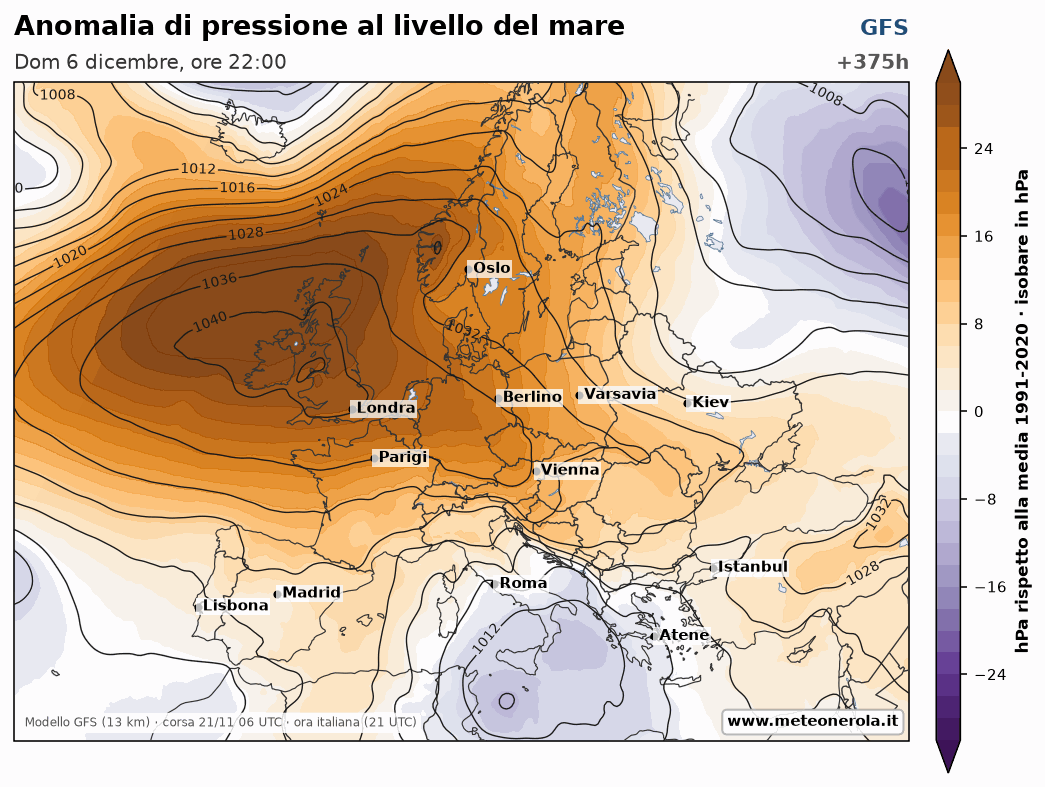 Anomalia di pressione al livello del mare
GFS
Dom 6 dicembre, ore 22:00
+375h
1008
1008
1012
1016
1024
0
1028
1020
1036
1040
1032
Oslo
Berlino
Varsavia
Kiev
Londra
Parigi
Vienna
1032
1028
Istanbul
Roma
Madrid
Lisbona
1012
Atene
Modello GFS (13 km) · corsa 21/11 06 UTC · ora italiana (21 UTC)
www.meteonerola.it
24
16
8
0
−8
−16
−24
hPa rispetto alla media 1991-2020 · isobare in hPa